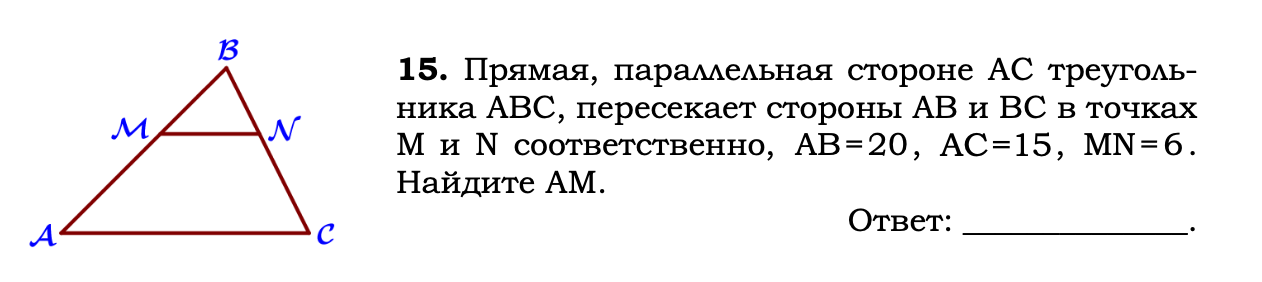 B
M
N
A
C
15. Прямая, параллельная стороне AC треуголь-
ника ABC, пересекает стороны AB и BC в точках
M и N соответственно, AB=20, AC=15, MN=6.
Найдите AM.
Ответ: ______________.